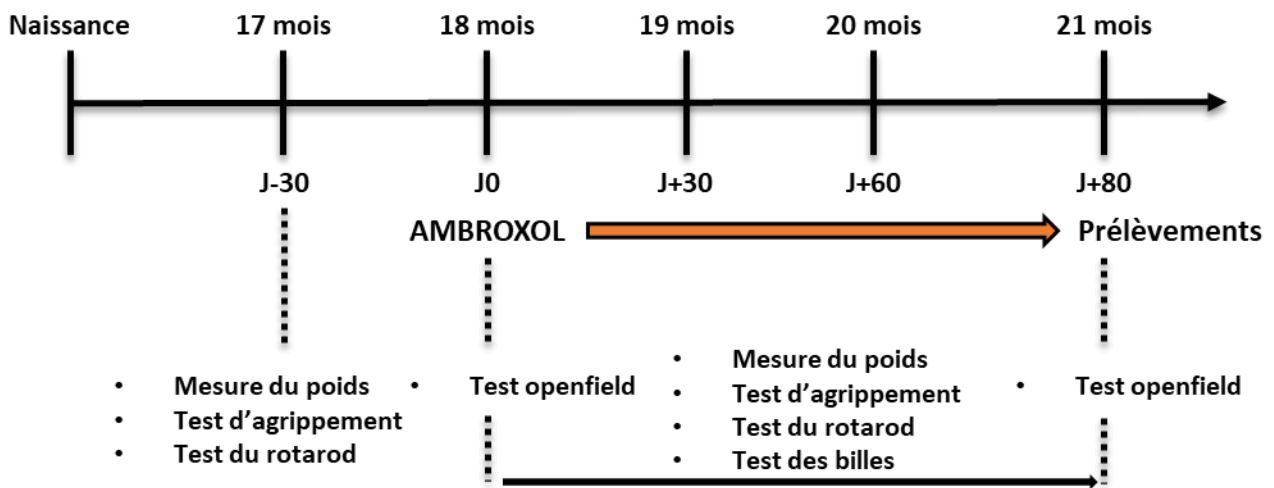 Naissance
17 mois
18 mois
19 mois
20 mois
21 mois
J-30
J0
J+30
J+60
J+80
AMBROXOL
Prélèvements
• Mesure du poids
• Test d'agrippement
• Test du rotarod
• Test openfield
• Mesure du poids
• Test d'agrippement
• Test du rotarod
• Test des billes
• Test openfield